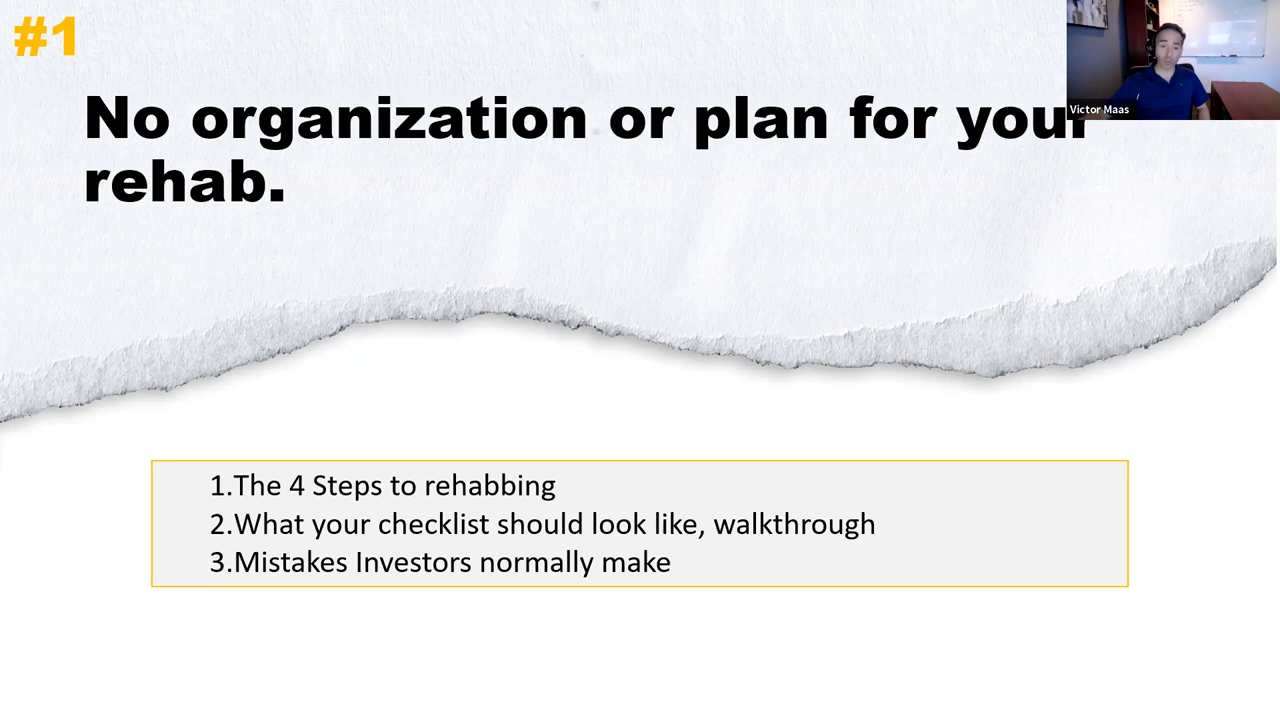 #1
No organization or plan for your
rehab.
Victor Maas
1.The 4 Steps to rehabbing
2.What your checklist should look like, walkthrough
3.Mistakes Investors normally make